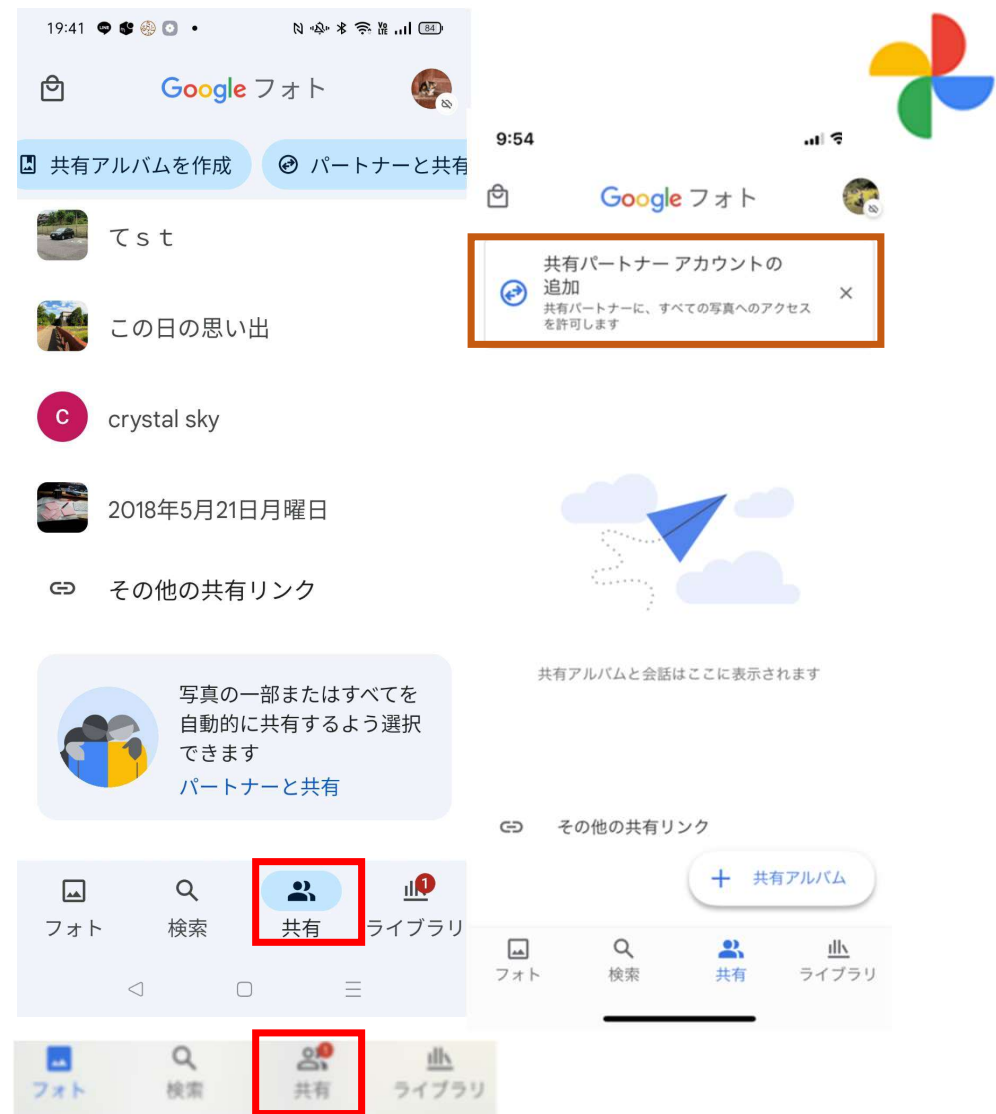 19:41
84
Google フォト
共有アルバムを作成
パートナーと共有
てｓｔ
この日の思い出
C
crystal sky
2018年5月21日月曜日
その他の共有リンク
写真の一部またはすべてを
自動的に共有するよう選択
できます
パートナーと共有
1
フォト
検索
共有
ライブラリ
9:54
Google フォト
共有パートナー アカウントの
追加
共有パートナーに、すべての写真へのアクセス
を許可します
共有アルバムと会話はここに表示されます
その他の共有リンク
共有アルバム
フォト
検索
共有
ライブラリ
フォト
検索
共有
ライブラリ